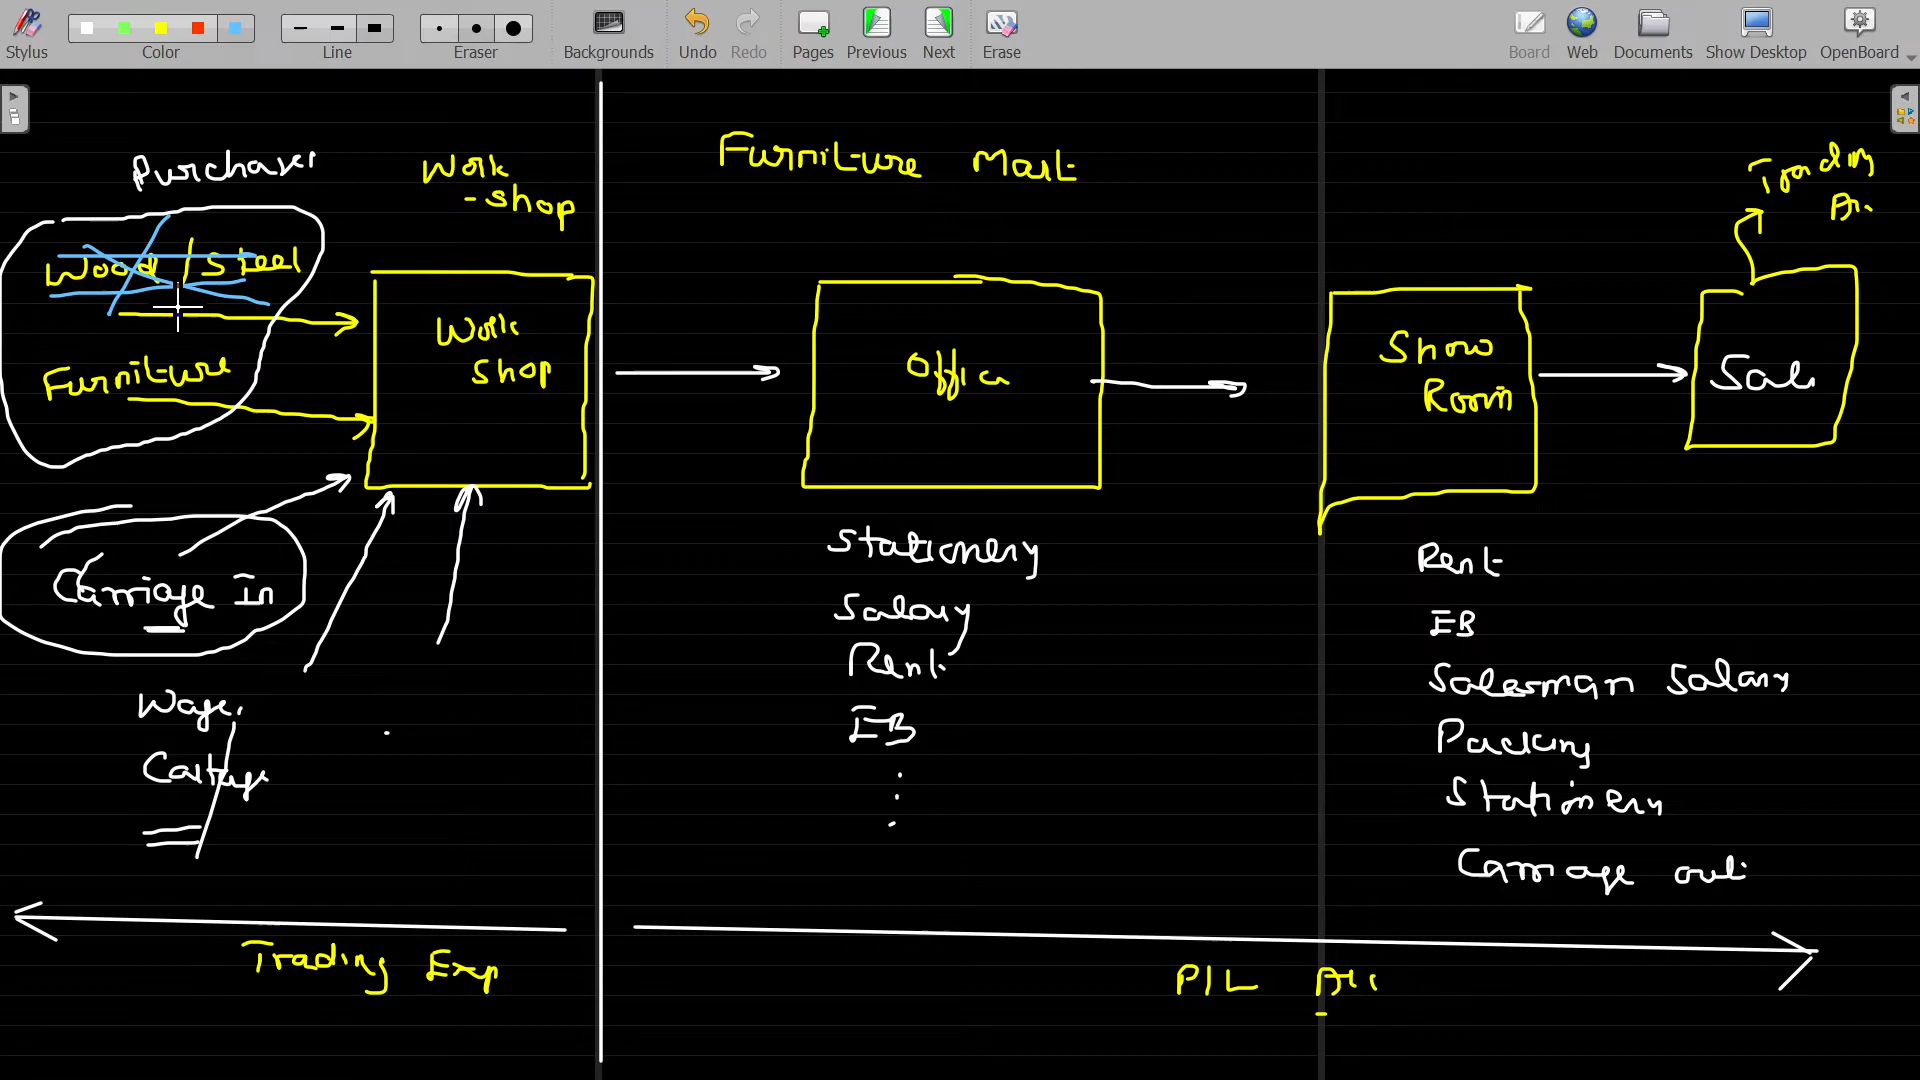 Stylus
Color
Line
Eraser
Backgrounds
Undo
Redo
Pages
Previous
Next
Erase
Board
Web
Documents
Show Desktop
OpenBoard
Purchases
Work
-shop
Furniture Mart
Trading
A/c
Wood / Steel
Furniture
Work
Shop
Office
Show
Room
Sale
Carriage In
Wages
Cartage
Stationery
Salary
Rent
EB
Rent
EB
Salesman Salary
Packing
Stationery
Carriage out
Trading Exp
P/L A/c